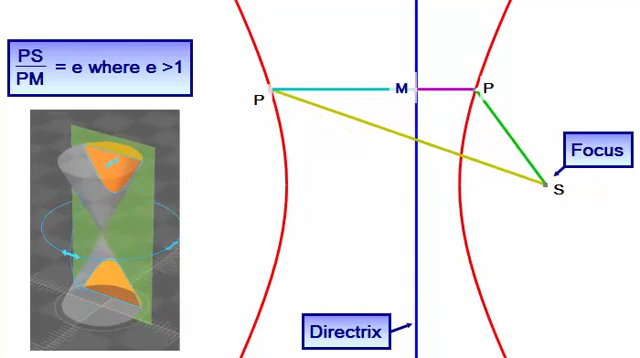 PS
PM
= e where e >1
P
M
P
Focus
S
Directrix